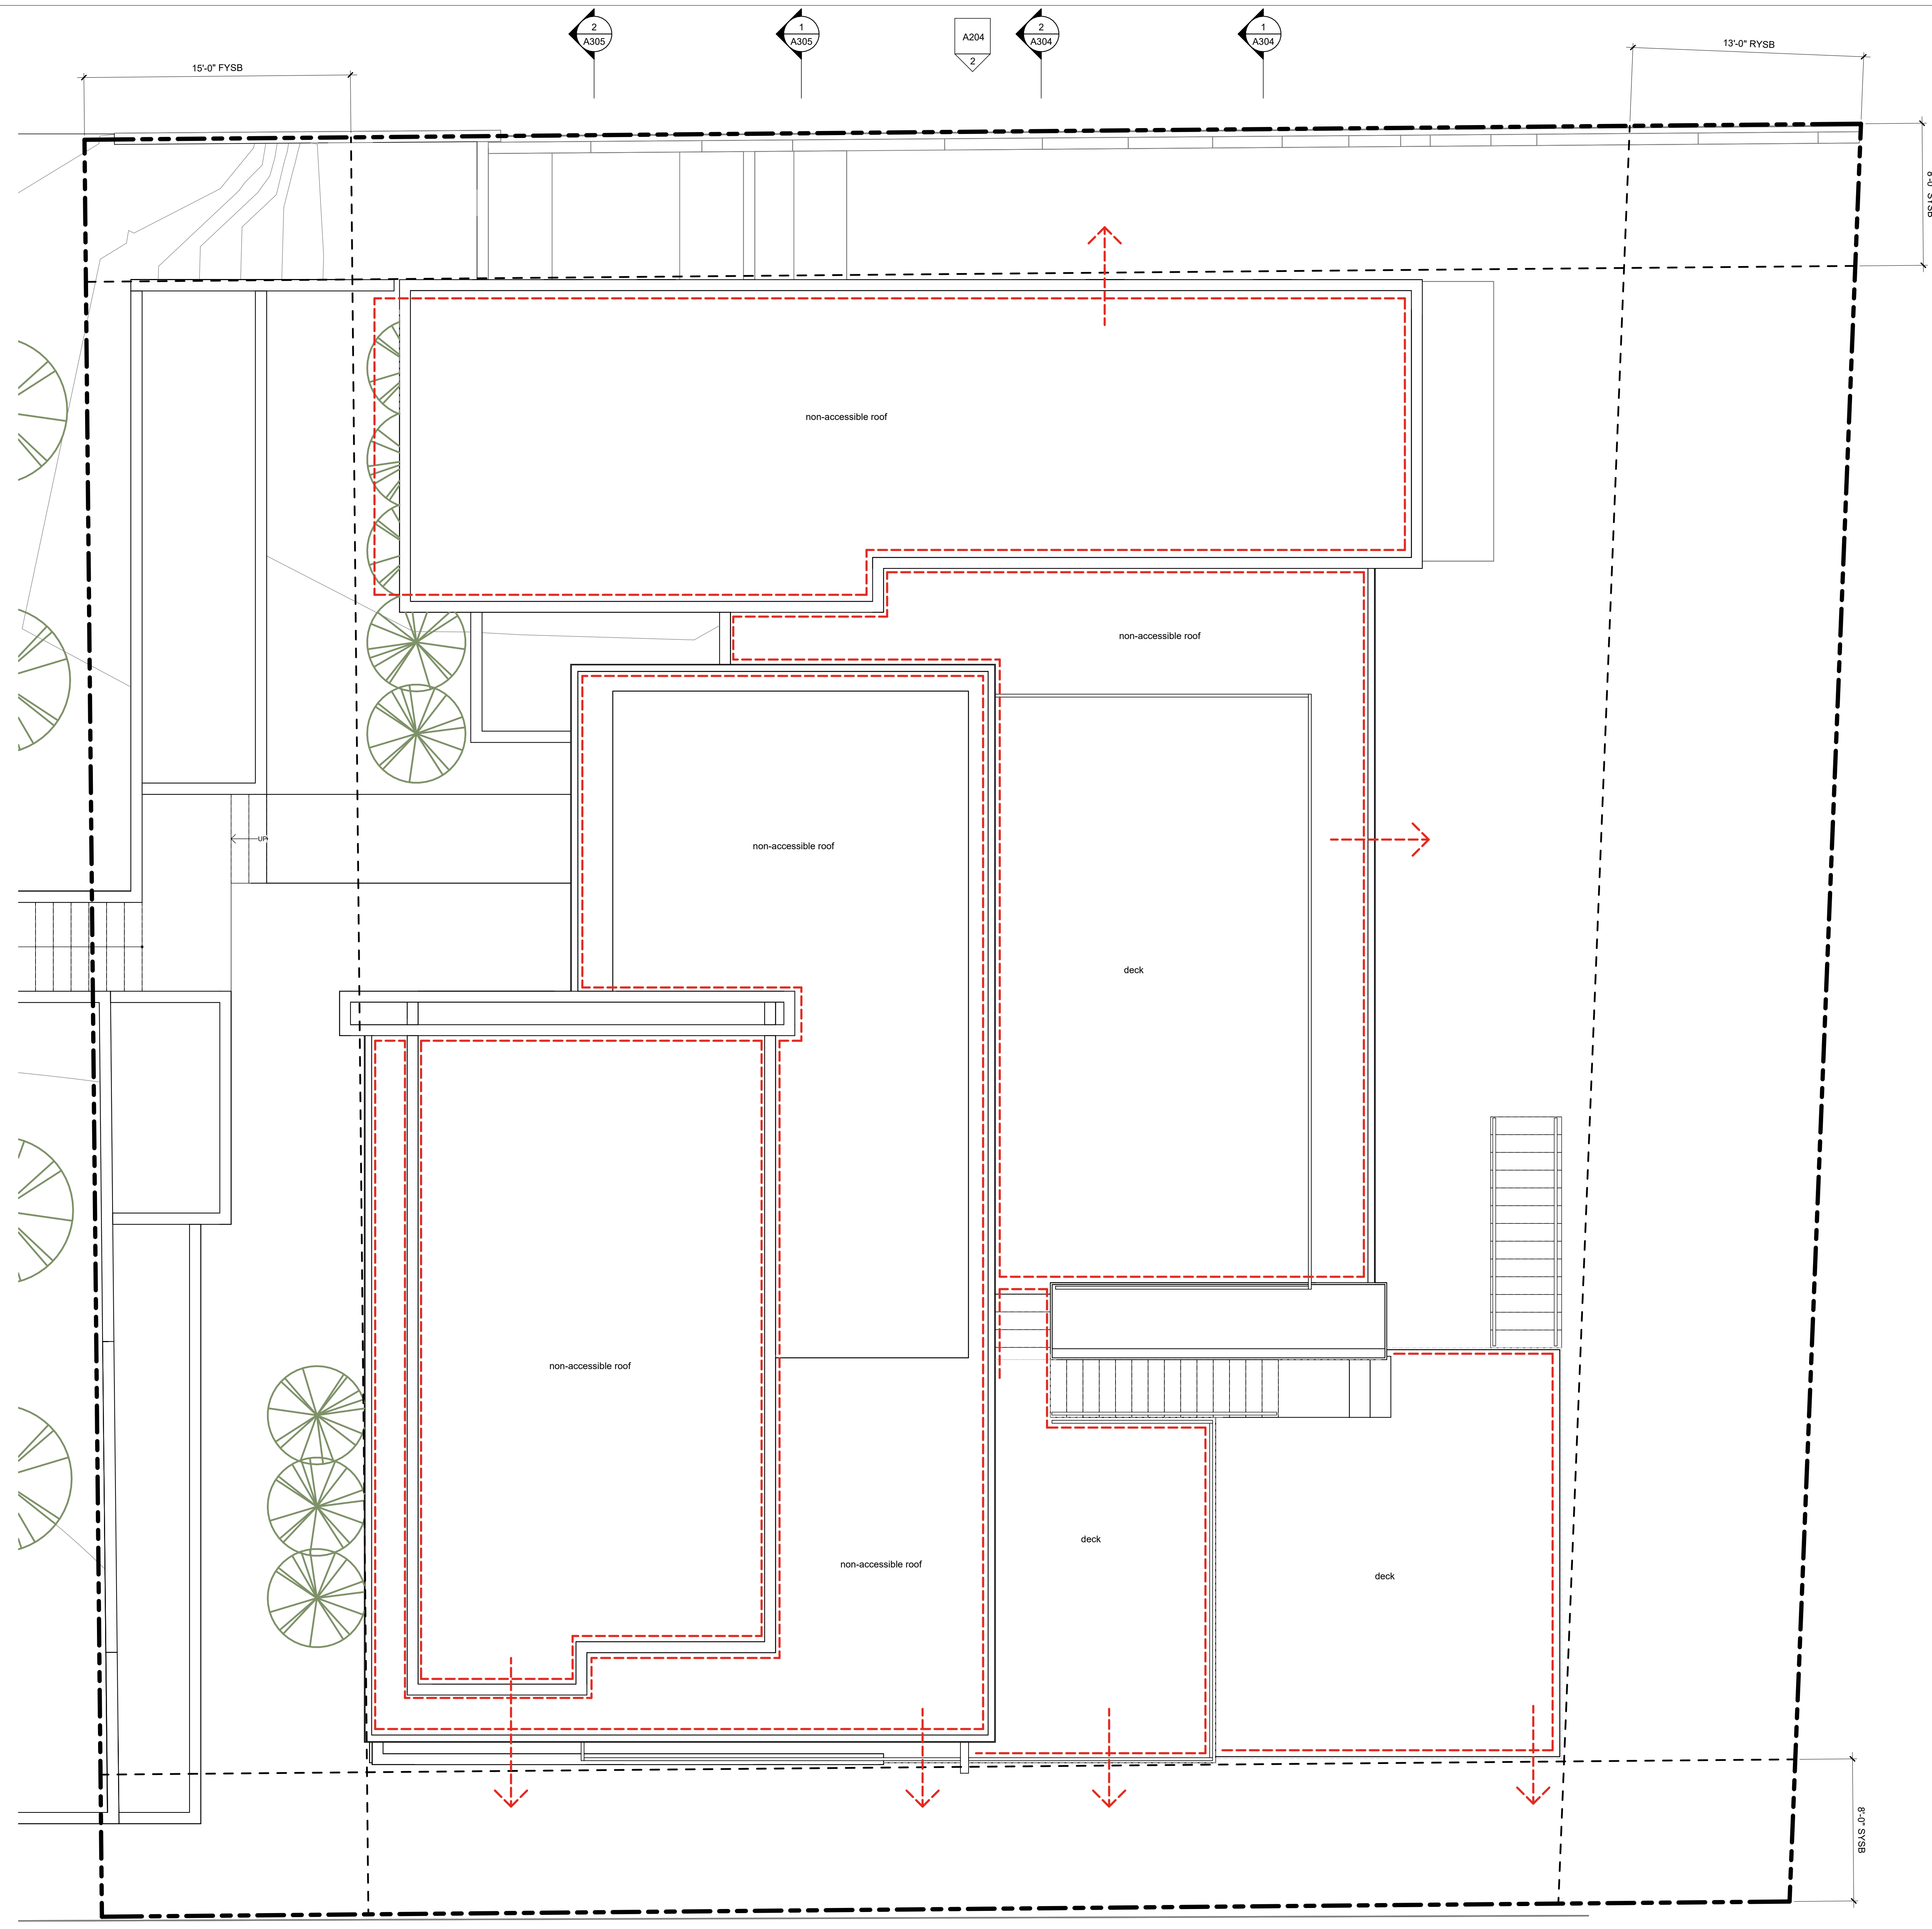 2
A305
1
A305
A204
2
2
A304
1
A304
15'-0" FYSB
13'-0" RYSB
8'-0" SYSB
non-accessible roof
non-accessible roof
UP
non-accessible roof
deck
non-accessible roof
deck
non-accessible roof
deck
8'-0" SYSB